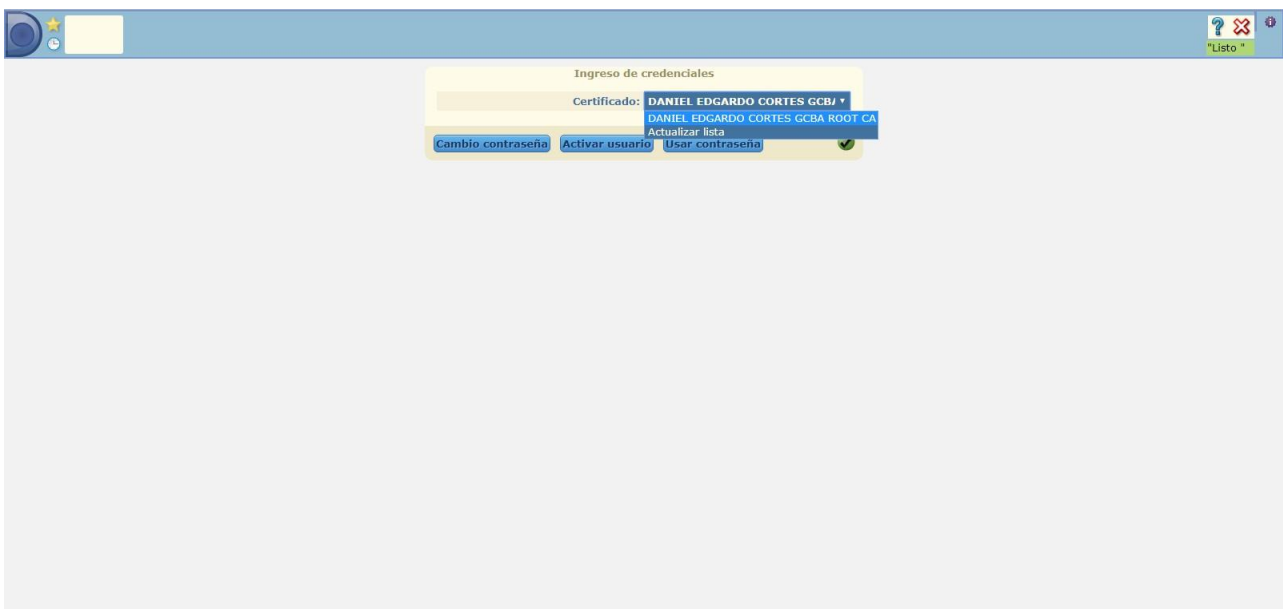 "Listo "
Ingreso de credenciales
Certificado: DANIEL EDGARDO CORTES GCBA
DANIEL EDGARDO CORTES GCBA ROOT CA
Actualizar lista
Cambio contraseña Activar usuario Usar contraseña